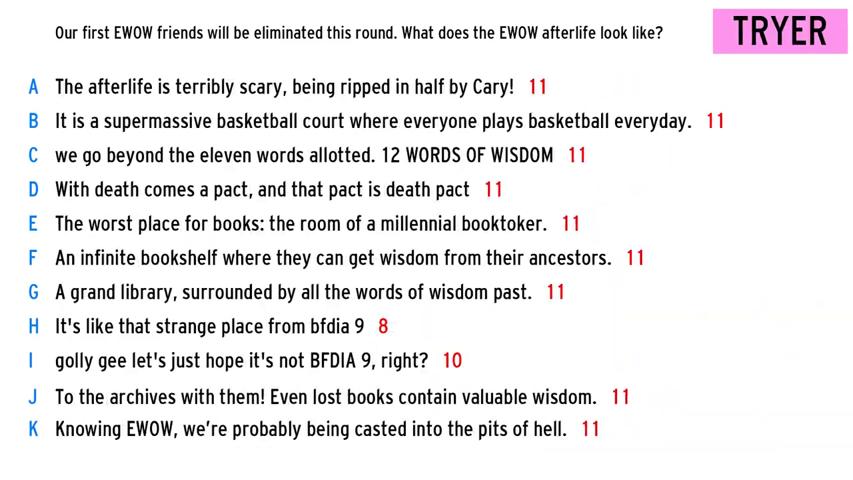 Our first EWOW friends will be eliminated this round. What does the EWOW afterlife look like?
TRYER
A The afterlife is terribly scary, being ripped in half by Cary! 11
B It is a supermassive basketball court where everyone plays basketball everyday. 11
C we go beyond the eleven words allotted. 12 WORDS OF WISDOM 11
D With death comes a pact, and that pact is death pact 11
E The worst place for books: the room of a millennial booktoker. 11
F An infinite bookshelf where they can get wisdom from their ancestors. 11
G A grand library, surrounded by all the words of wisdom past. 11
H It's like that strange place from bfdia 9 8
I golly gee let's just hope it's not BFDIA 9, right? 10
J To the archives with them! Even lost books contain valuable wisdom. 11
K Knowing EWOW, we’re probably being casted into the pits of hell. 11